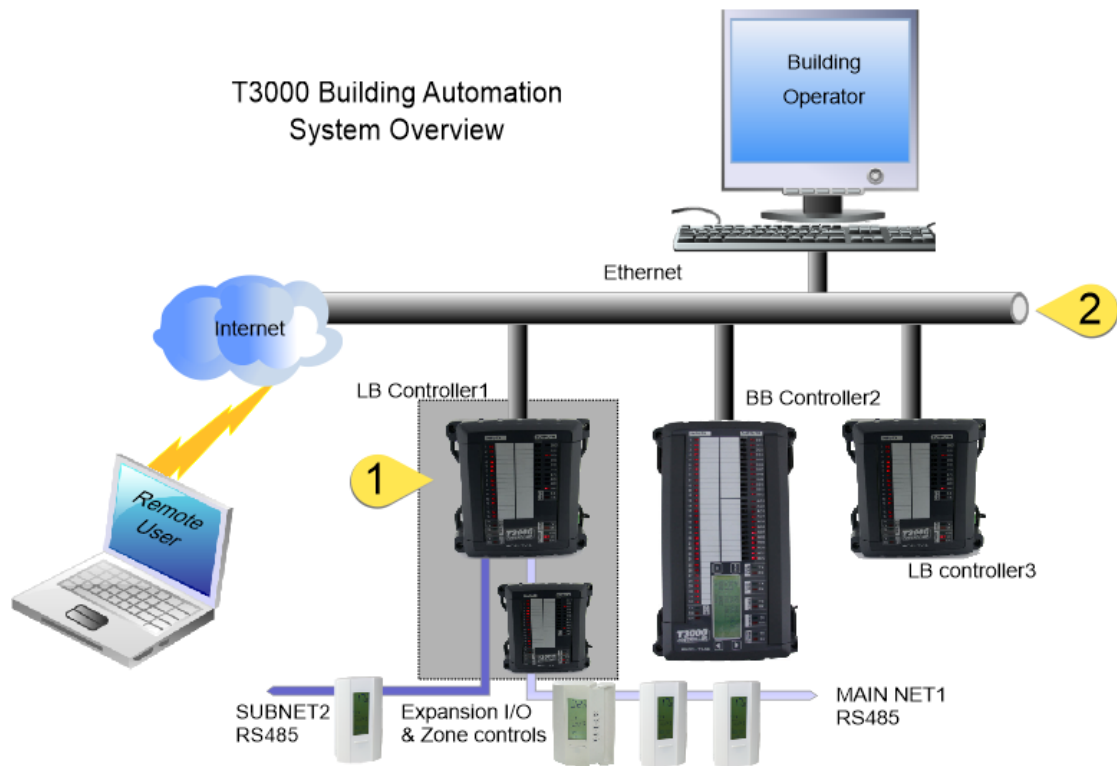 T3000 Building Automation
System Overview
Building
Operator
Ethernet
Internet
2
LB Controller1
BB Controller2
1
Remote
User
LB controller3
T3000
SUBNET2
RS485
Expansion I/O
& Zone controls
MAIN NET1
RS485